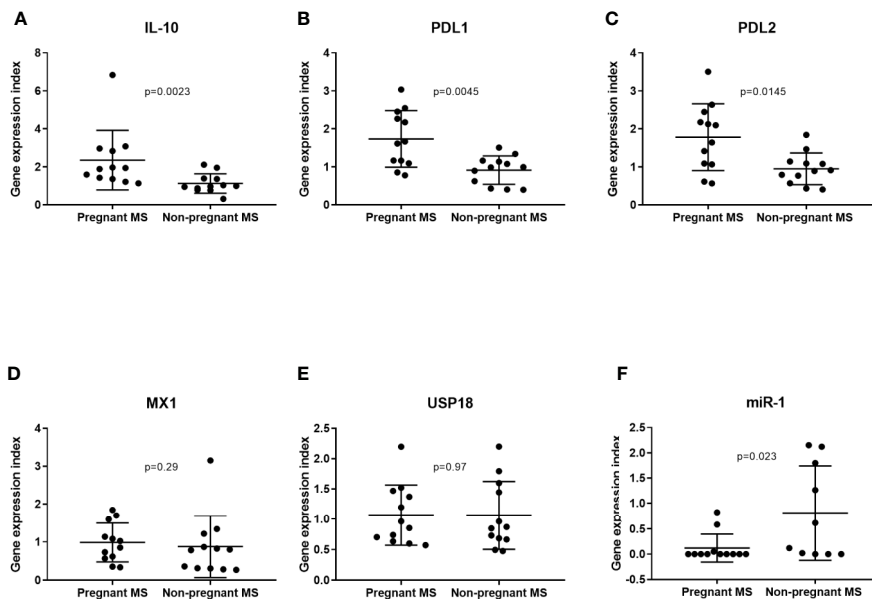 A
IL-10
Gene expression index
8
6
4
2
0
p=0.0023
Pregnant MS
Non-pregnant MS
B
PDL1
Gene expression index
4
3
2
1
0
p=0.0045
Pregnant MS
Non-pregnant MS
C
PDL2
Gene expression index
4
3
2
1
0
p=0.0145
Pregnant MS
Non-pregnant MS
D
MX1
Gene expression index
4
3
2
1
0
p=0.29
Pregnant MS
Non-pregnant MS
E
USP18
Gene expression index
2.5
2.0
1.5
1.0
0.5
0.0
p=0.97
Pregnant MS
Non-pregnant MS
F
miR-1
Gene expression index
2.5
2.0
1.5
1.0
0.5
0.0
-0.5
p=0.023
Pregnant MS
Non-pregnant MS